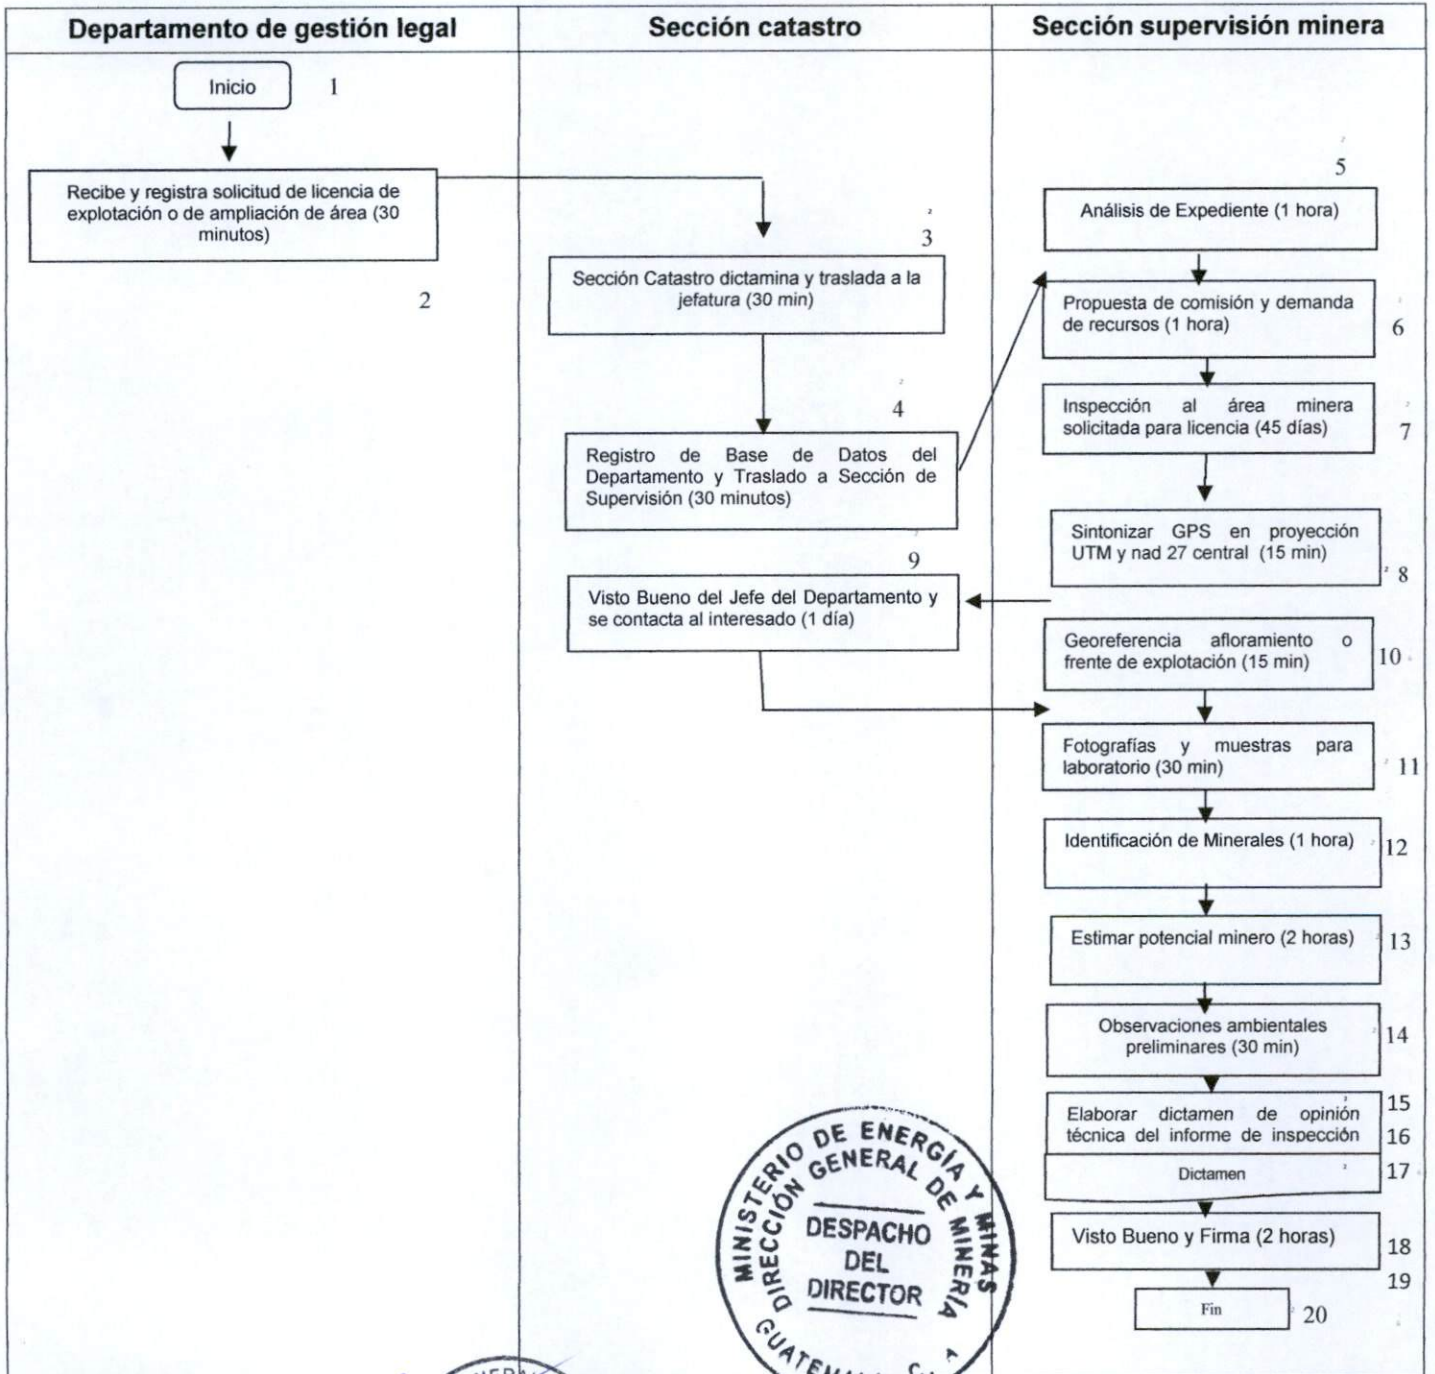 Departamento de gestión legal
Sección catastro
Sección supervisión minera
Inicio
1
Recibe y registra solicitud de licencia de
explotación o de ampliación de área (30
minutos)
2
3
Sección Catastro dictamina y traslada a la
jefatura (30 min)
4
Registro de Base de Datos del
Departamento y Traslado a Sección de
Supervisión (30 minutos)
5
Análisis de Expediente (1 hora)
Propuesta de comisión y demanda
de recursos (1 hora)
6
Inspección al área minera
solicitada para licencia (45 días)
7
Sintonizar GPS en proyección
UTM y nad 27 central (15 min)
8
9
Visto Bueno del Jefe del Departamento y
se contacta al interesado (1 día)
Georeferencia afloramiento o
frente de explotación (15 min)
10
Fotografías y muestras para
laboratorio (30 min)
11
Identificación de Minerales (1 hora)
12
Estimar potencial minero (2 horas)
13
Observaciones ambientales
preliminares (30 min)
14
Elaborar dictamen de opinión
técnica del informe de inspección
15
16
Dictamen
17
Visto Bueno y Firma (2 horas)
18
19
Fin
20
MINISTERIO DE ENERGÍA Y MINAS
DIRECCIÓN GENERAL DE MINERÍA
DESPACHO
DEL
DIRECTOR